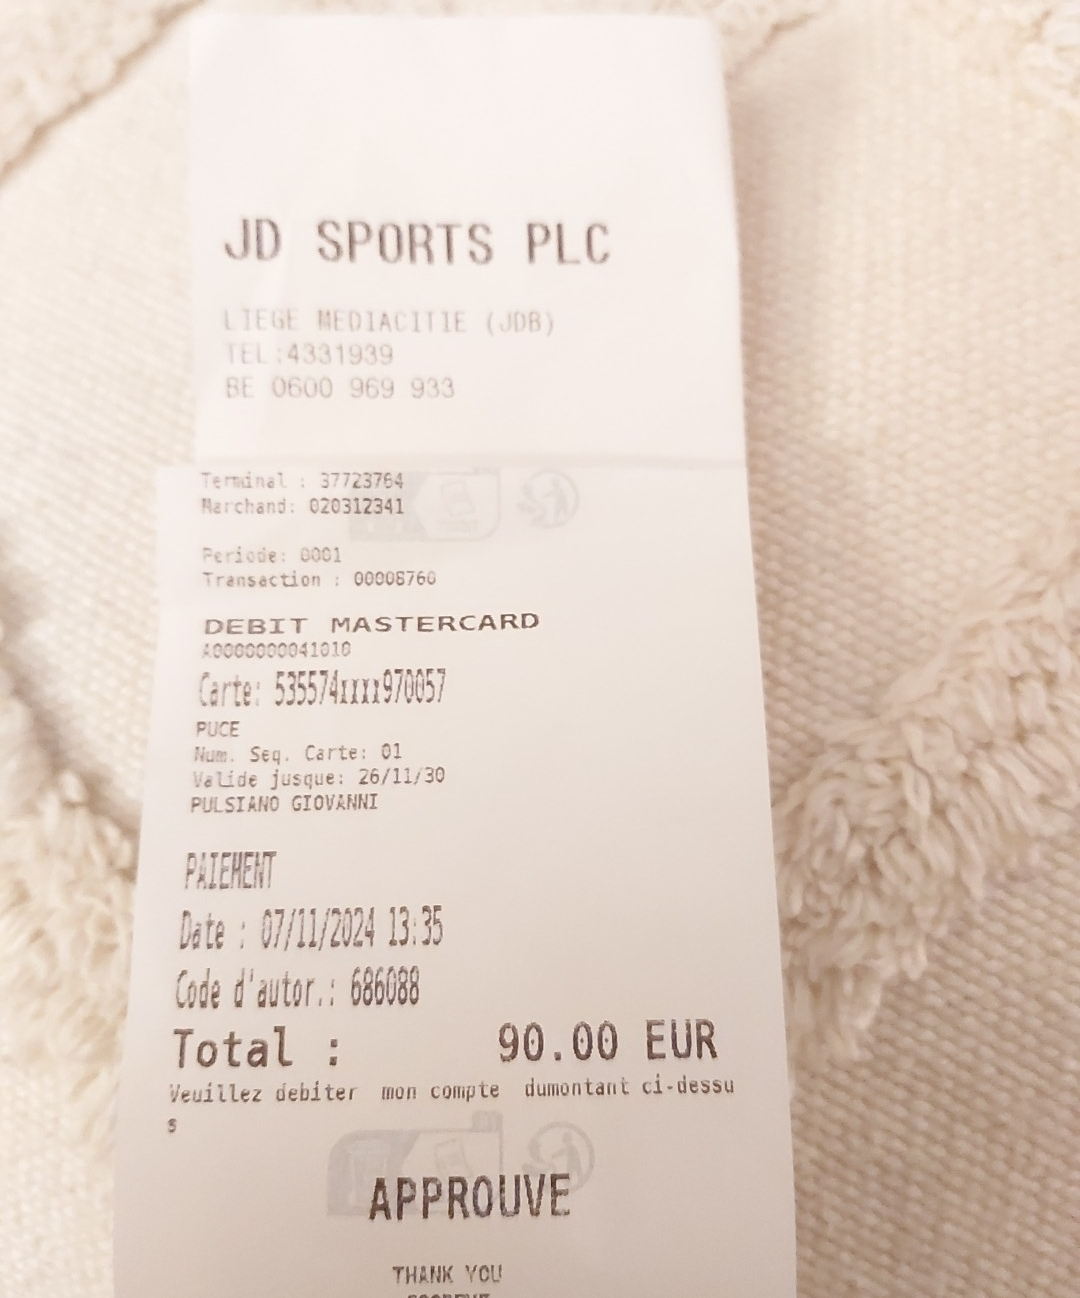 JD SPORTS PLC
LIEGE MEDIACITIE (JDB)
TEL:4331939
BE 0600 969 933
Terminal : 37723764
Marchand: 020312341
Periode: 0001
Transaction : 00008760
DEBIT MASTERCARD
A0000000041010
Carte: 535574xxxx970057
PUCE
Num. Seq. Carte: 01
Valide jusque: 26/11/30
PULSIANO GIOVANNI
PAIEMENT
Date : 07/11/2024 13:35
Code d'autor.: 686088
Total : 90.00 EUR
Veuillez debiter mon compte dumontant ci-dessu
s
APPROUVE
THANK YOU